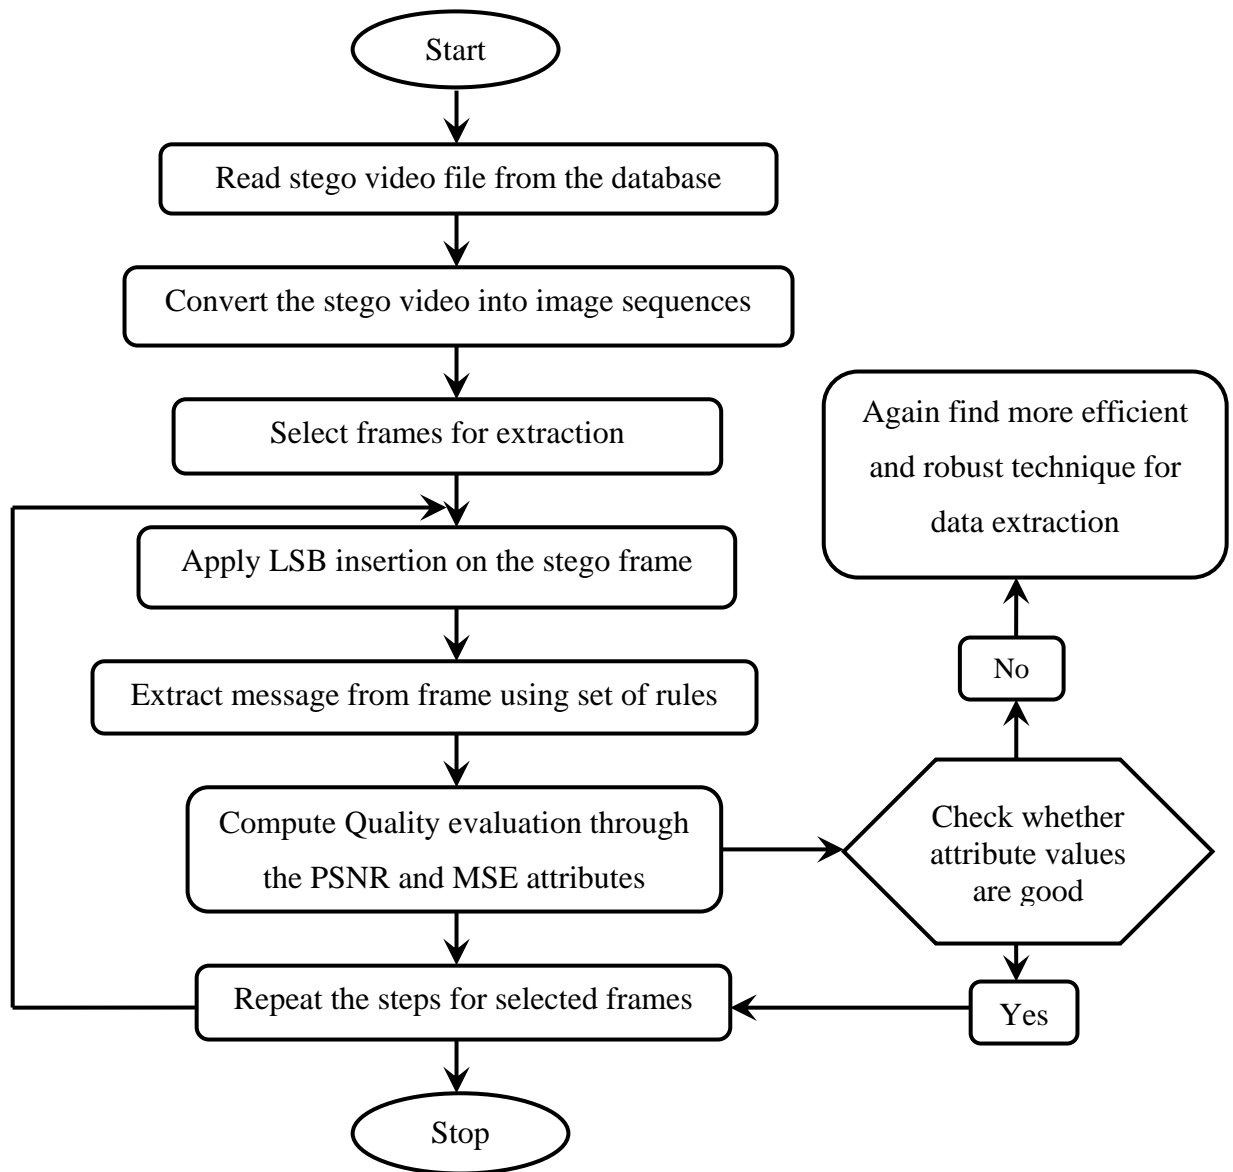 Start
Read stego video file from the database
Convert the stego video into image sequences
Select frames for extraction
Apply LSB insertion on the stego frame
Extract message from frame using set of rules
Compute Quality evaluation through
the PSNR and MSE attributes
Repeat the steps for selected frames
Stop
Again find more efficient
and robust technique for
data extraction
No
Check whether
attribute values
are good
Yes